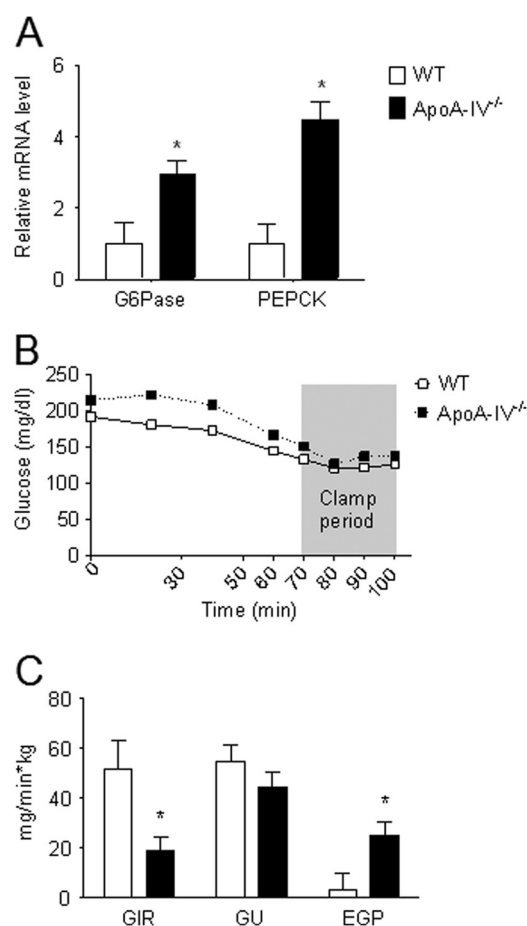 A
Relative mRNA level
6
4
2
0
*
*
WT
ApoA-IV-/-
G6Pase
PEPCK
B
Glucose (mg/dl)
250
200
150
100
50
0
WT
ApoA-IV-/-
Clamp
period
0
30
50
60
70
80
90
100
Time (min)
C
mg/min*kg
80
60
40
20
0
*
*
GIR
GU
EGP